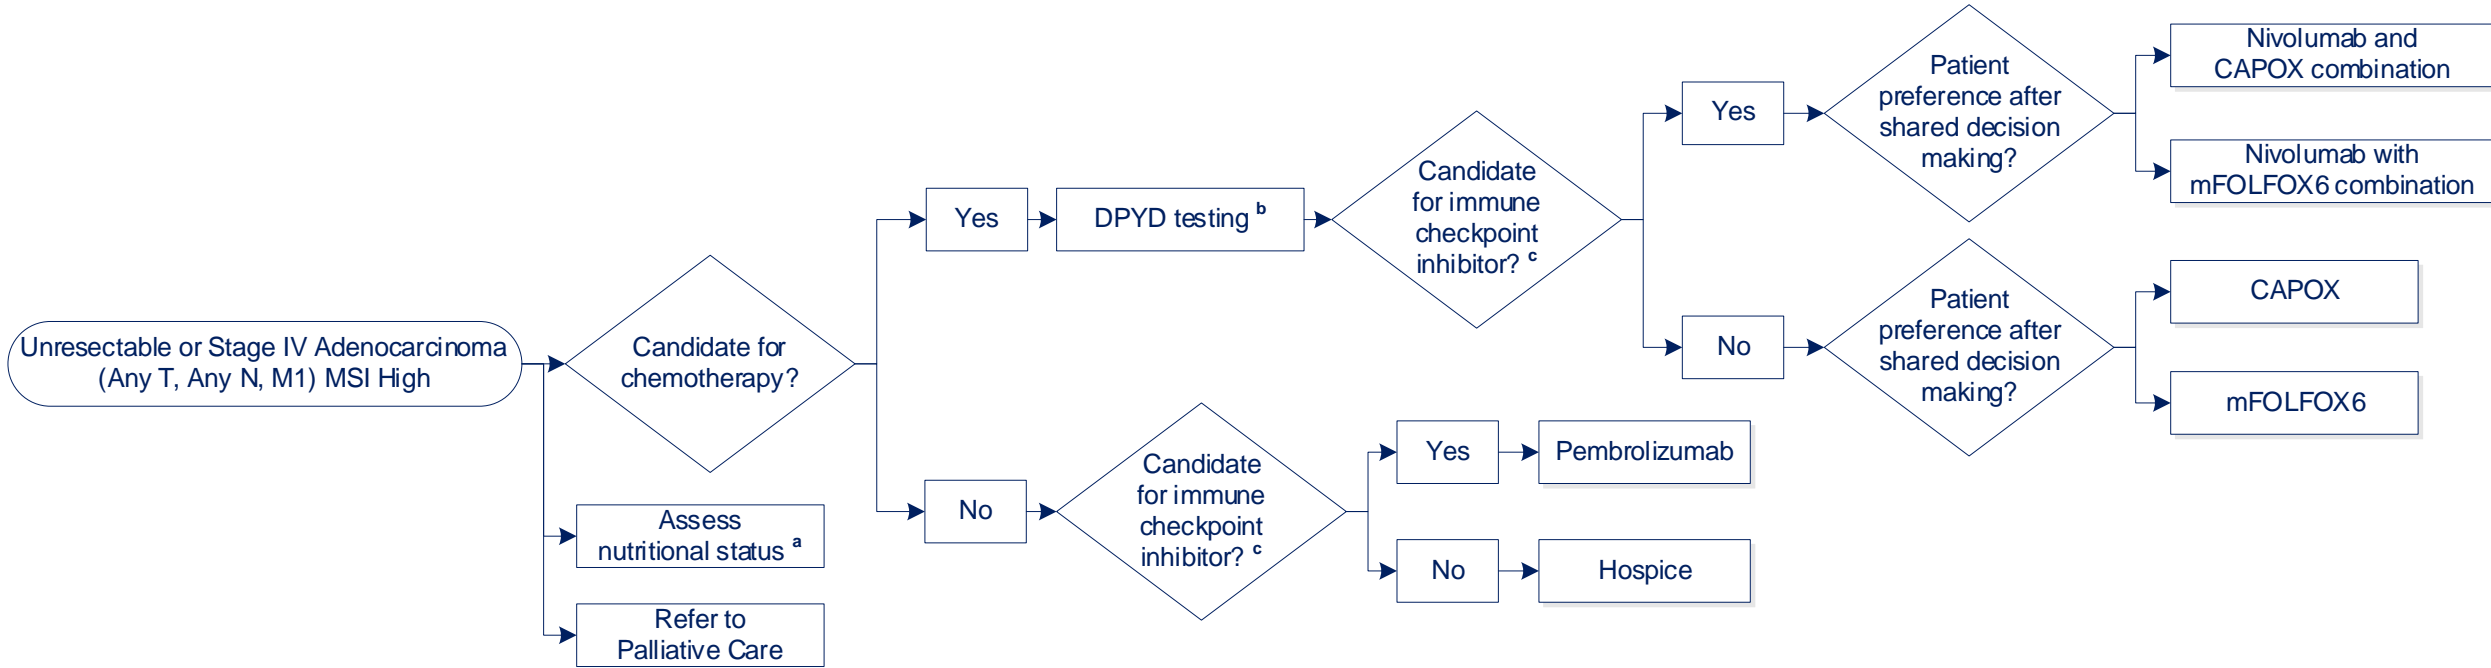 Unresectable or Stage IV Adenocarcinoma
(Any T, Any N, M1) MSI High
Candidate for
chemotherapy?
Assess
nutritional status a
Refer to
Palliative Care
Yes
DPYD testing b
Candidate
for immune
checkpoint
inhibitor? c
Yes
Patient
preference after
shared decision
making?
Nivolumab and
CAPOX combination
Nivolumab with
mFOLFOX6 combination
No
Patient
preference after
shared decision
making?
CAPOX
mFOLFOX6
No
Candidate
for immune
checkpoint
inhibitor? c
Yes
Pembrolizumab
No
Hospice